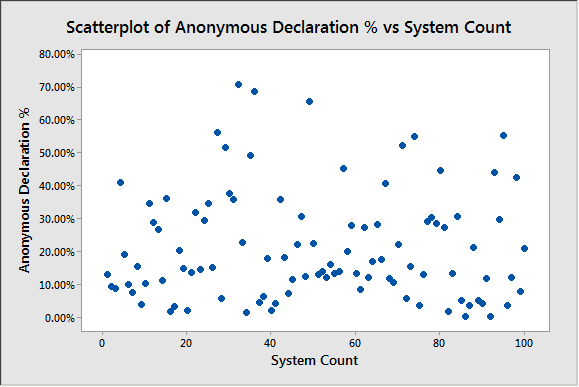 Scatterplot of Anonymous Declaration % vs System Count
80.00%
70.00%
60.00%
50.00%
40.00%
30.00%
20.00%
10.00%
0.00%
Anonymous Declaration %
0 20 40 60 80 100
System Count